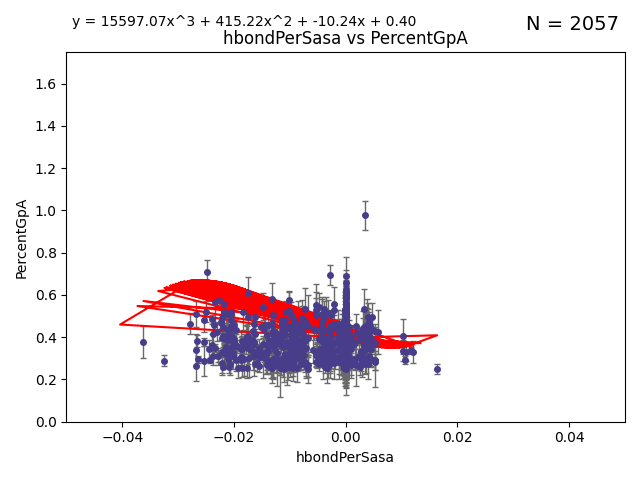 y = 15597.07x^3 + 415.22x^2 + -10.24x + 0.40
N = 2057
hbondPerSasa vs PercentGpA
PercentGpA
1.6
1.4
1.2
1.0
0.8
0.6
0.4
0.2
0.0
−0.04 −0.02 0.00 0.02 0.04
hbondPerSasa